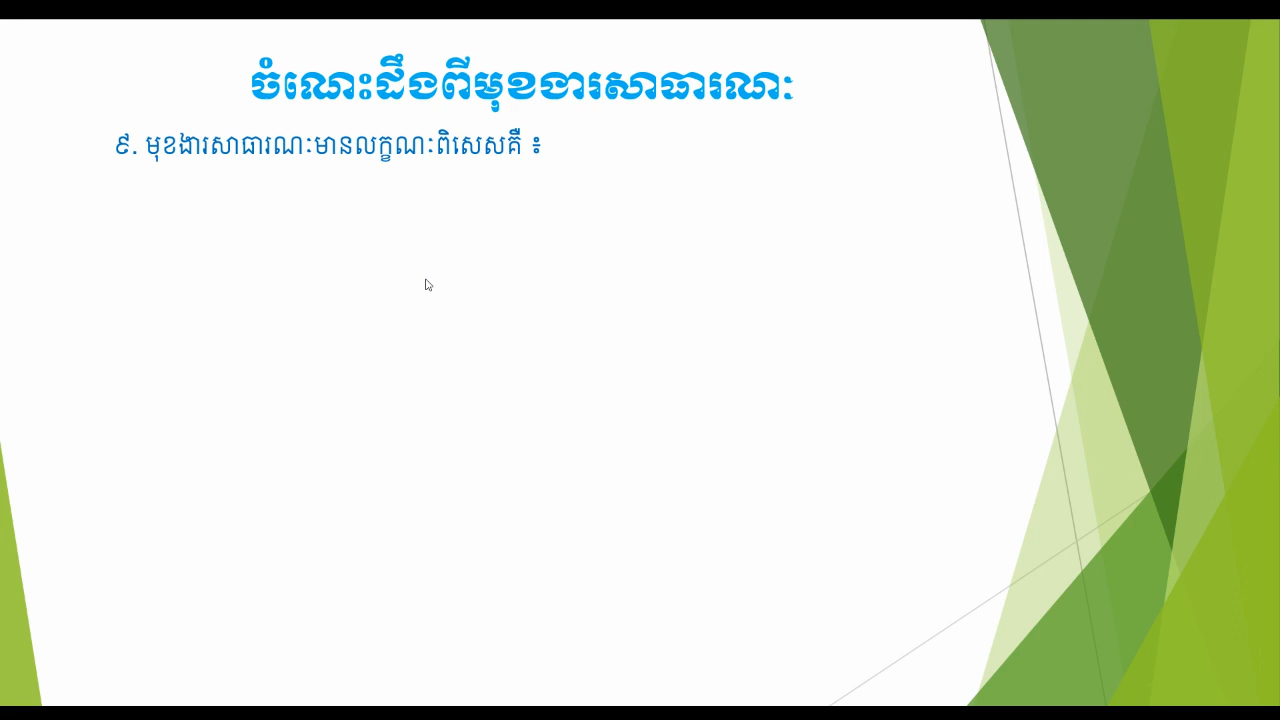 ចំណេះដឹងពីមុខងារសាធារណៈ
៩. មុខងារសាធារណៈមានលក្ខណៈពិសេសគឺ ៖